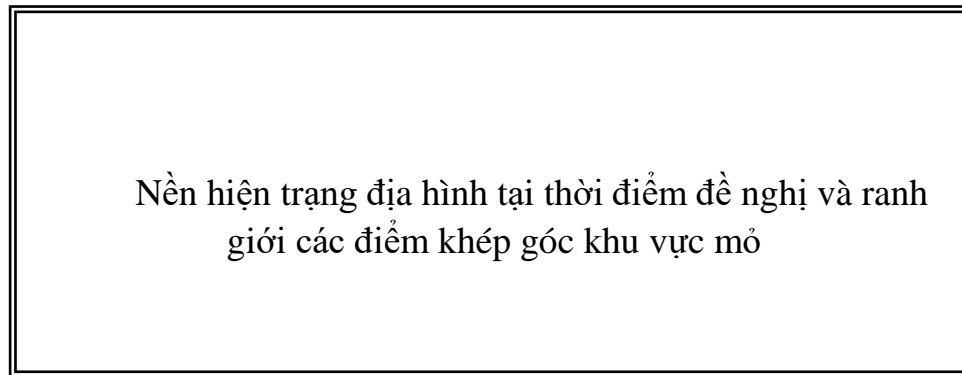 Nền hiện trạng địa hình tại thời điểm đề nghị và ranh
giới các điểm khép góc khu vực mỏ